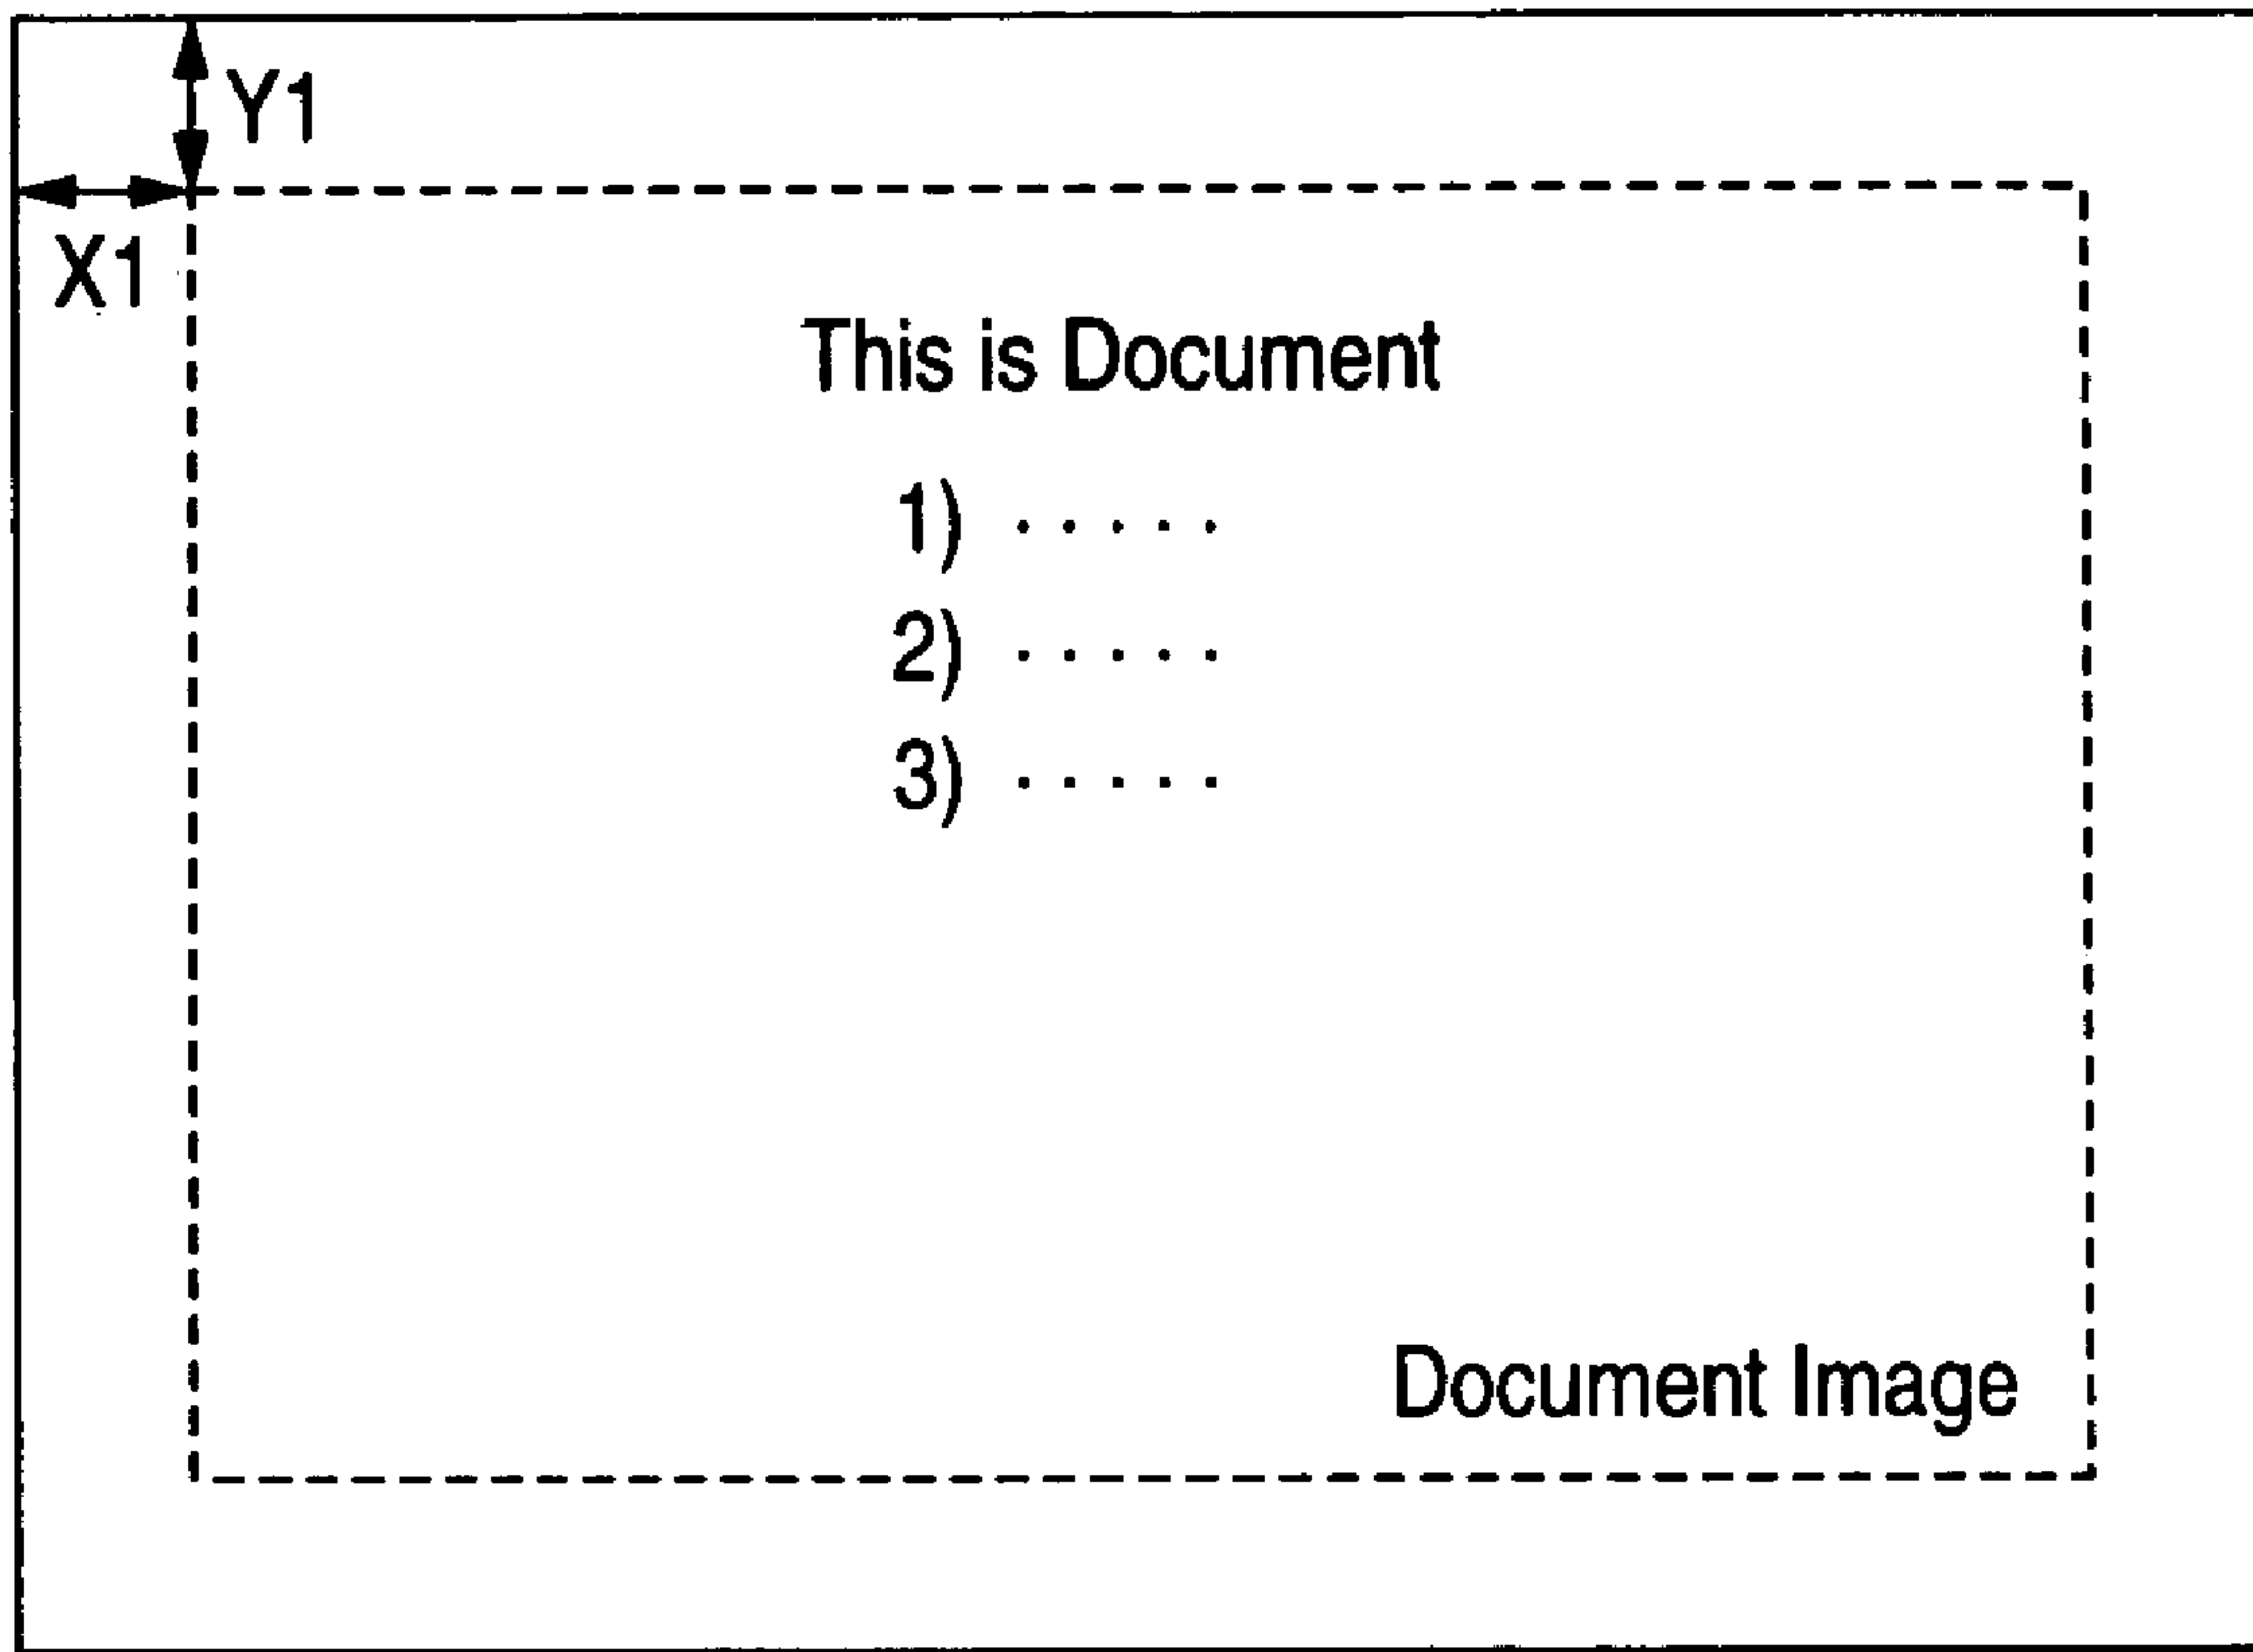 Y1
X1
This is Document
1) · · · · ·
2) · · · · ·
3) · · · · ·
Document Image